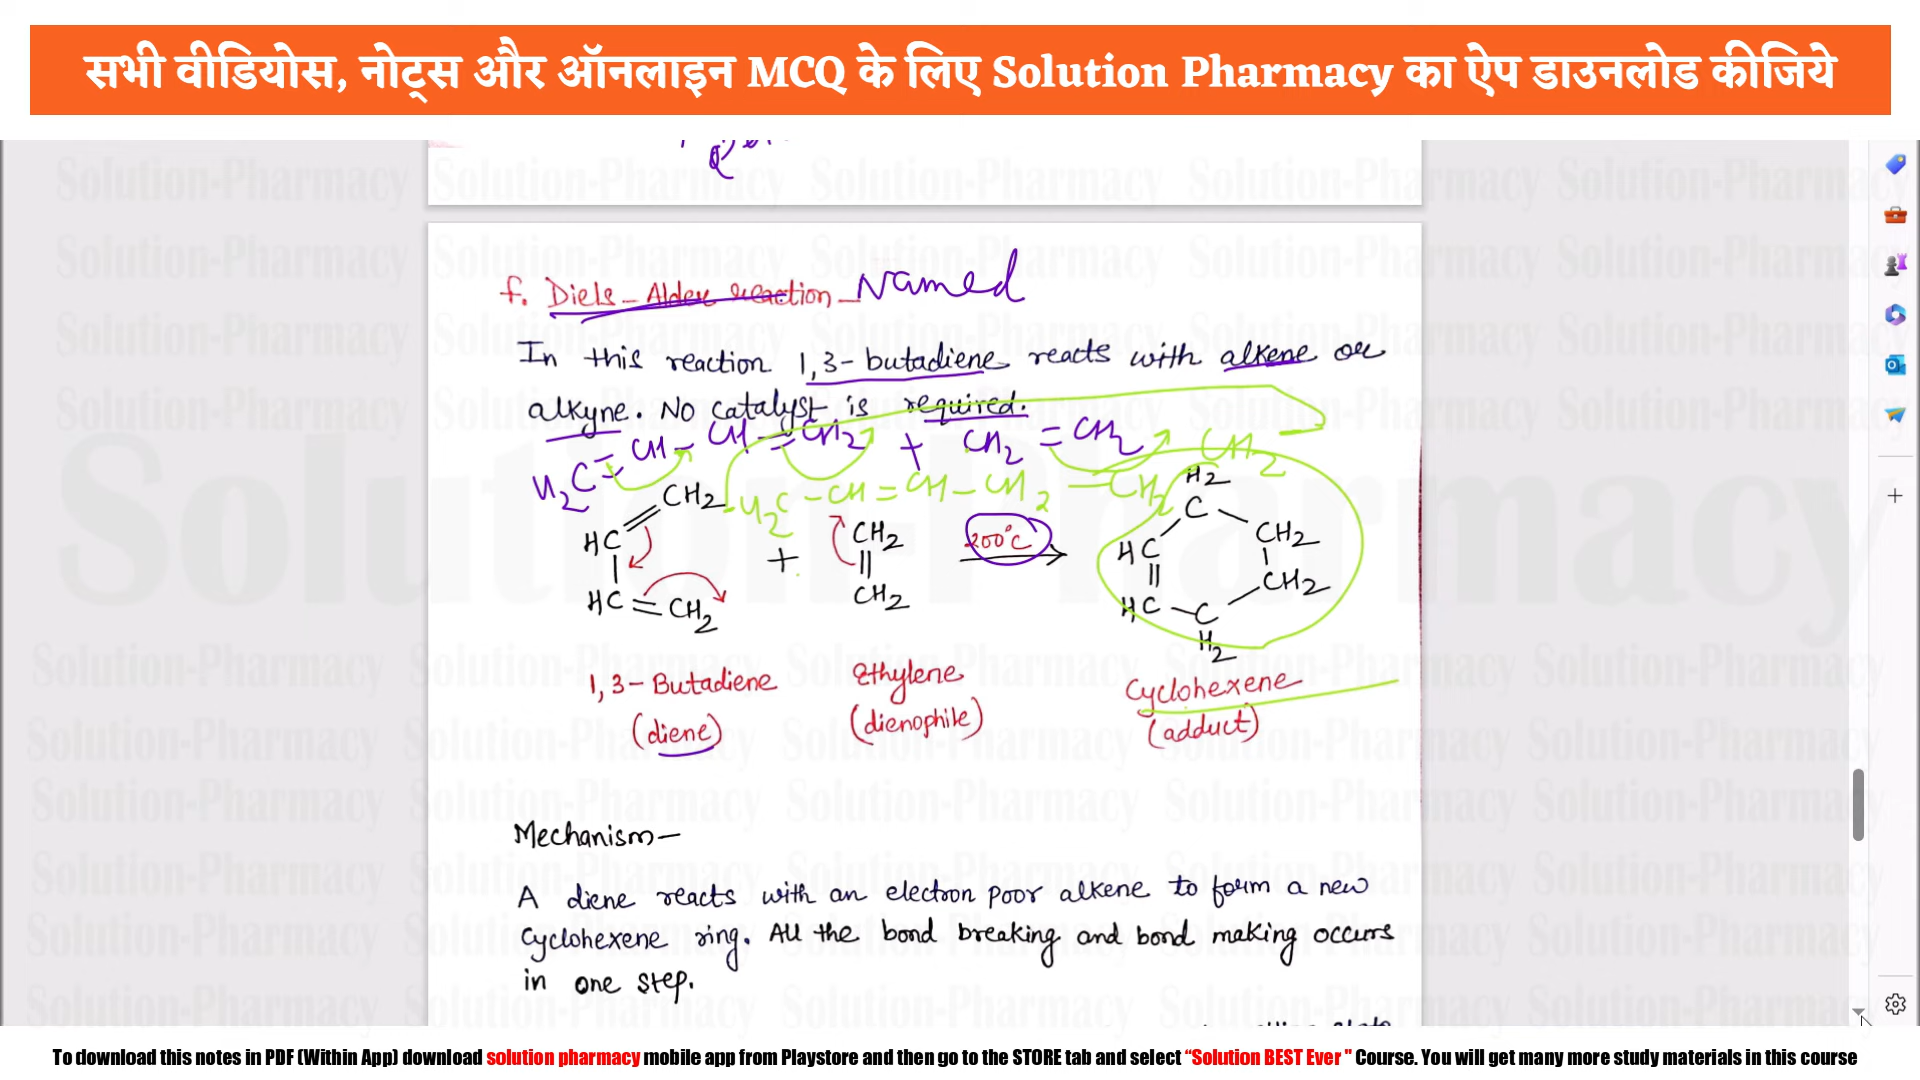 सभी वीडियोस, नोट्स और ऑनलाइन MCQ के लिए Solution Pharmacy का ऐप डाउनलोड कीजिये
f. Diels-Alder reaction- Named
In this reaction 1,3-butadiene reacts with alkene or
alkyne. No catalyst is required.
H2C=CH-CH=CH2 + CH2=CH2
H2C-CH=CH-CH2 = CH2 CH2
HC CH2
HC=CH2
+
CH2
CH2
200°C
H2
C
HC CH2
HC CH2
C
H2
1,3-Butadiene Ethylene Cyclohexene
(diene) (dienophile) (adduct)
Mechanism-
A diene reacts with an electron poor alkene to form a new
cyclohexene ring. All the bond breaking and bond making occurs
in one step.
Solution-Pharmacy
To download this notes in PDF (Within App) download solution pharmacy mobile app from Playstore and then go to the STORE tab and select “Solution BEST Ever " Course. You will get many more study materials in this course